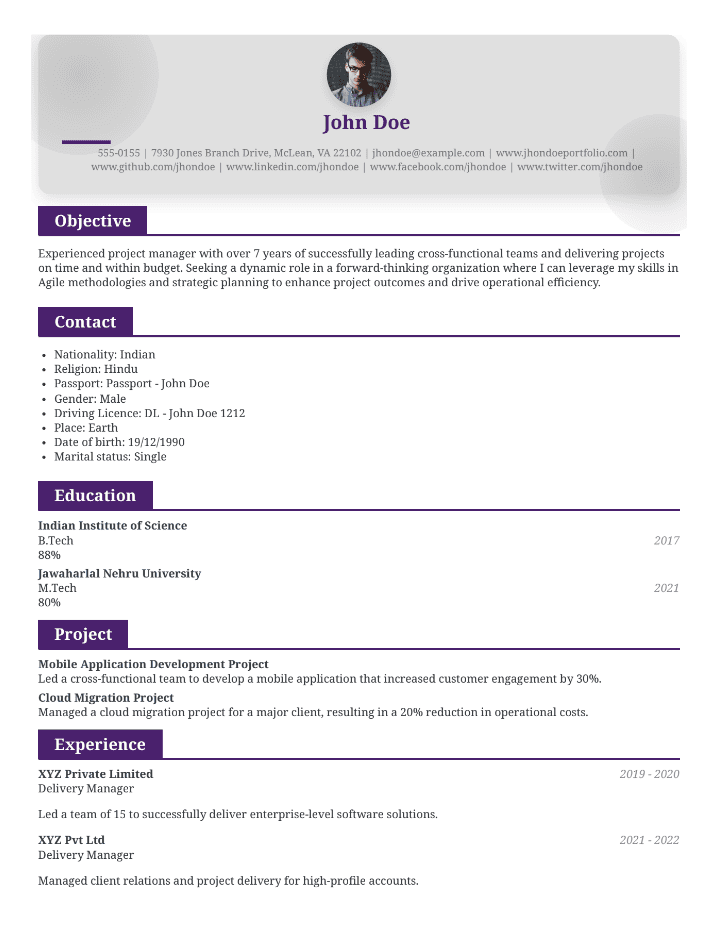 John Doe
555-0155 | 7930 Jones Branch Drive, McLean, VA 22102 | jhondoe@example.com | www.jhondoeportfolio.com |
www.github.com/jhondoe | www.linkedin.com/jhondoe | www.facebook.com/jhondoe | www.twitter.com/jhondoe
Objective
Experienced project manager with over 7 years of successfully leading cross-functional teams and delivering projects
on time and within budget. Seeking a dynamic role in a forward-thinking organization where I can leverage my skills in
Agile methodologies and strategic planning to enhance project outcomes and drive operational efficiency.
Contact
• Nationality: Indian
• Religion: Hindu
• Passport: Passport - John Doe
• Gender: Male
• Driving Licence: DL - John Doe 1212
• Place: Earth
• Date of birth: 19/12/1990
• Marital status: Single
Education
Indian Institute of Science
B.Tech 2017
88%
Jawaharlal Nehru University
M.Tech 2021
80%
Project
Mobile Application Development Project
Led a cross-functional team to develop a mobile application that increased customer engagement by 30%.
Cloud Migration Project
Managed a cloud migration project for a major client, resulting in a 20% reduction in operational costs.
Experience
XYZ Private Limited 2019 - 2020
Delivery Manager
Led a team of 15 to successfully deliver enterprise-level software solutions.
XYZ Pvt Ltd 2021 - 2022
Delivery Manager
Managed client relations and project delivery for high-profile accounts.